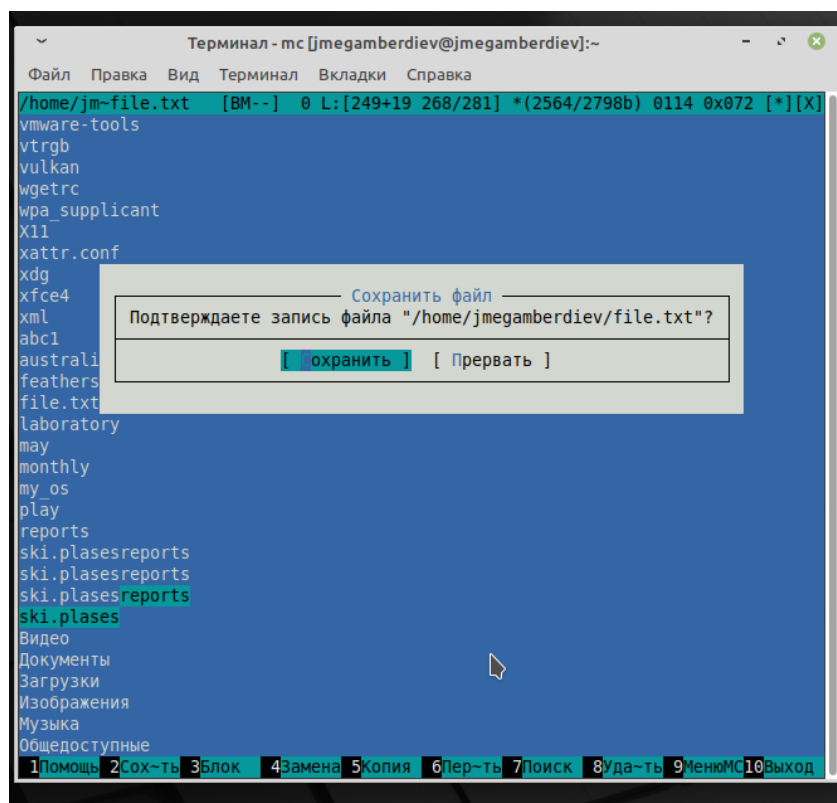 Терминал - mc [jmegamberdiev@jmegamberdiev]:~
Файл Правка Вид Терминал Вкладки Справка
/home/jm~file.txt [BM--] 0 L:[249+19 268/281] *(2564/2798b) 0114 0x072 [*][X]
vmware-tools
vtrgb
vulkan
wgetrc
wpa_supplicant
X11
xattr.conf
xdg
xfce4
Сохранить файл
xml
Подтверждаете запись файла "/home/jmegamberdiev/file.txt"?
abc1
australi
[ Сохранить ] [ Прервать ]
feathers
file.txt
laboratory
may
monthly
my_os
play
reports
ski.plasesreports
ski.plasesreports
ski.plasesreports
ski.plases
Видео
Документы
Загрузки
Изображения
Музыка
Общедоступные
1Помощь 2Сох~ть 3Блок 4Замена 5Копия 6Пер~ть 7Поиск 8Уда~ть 9МенюMC 10Выход